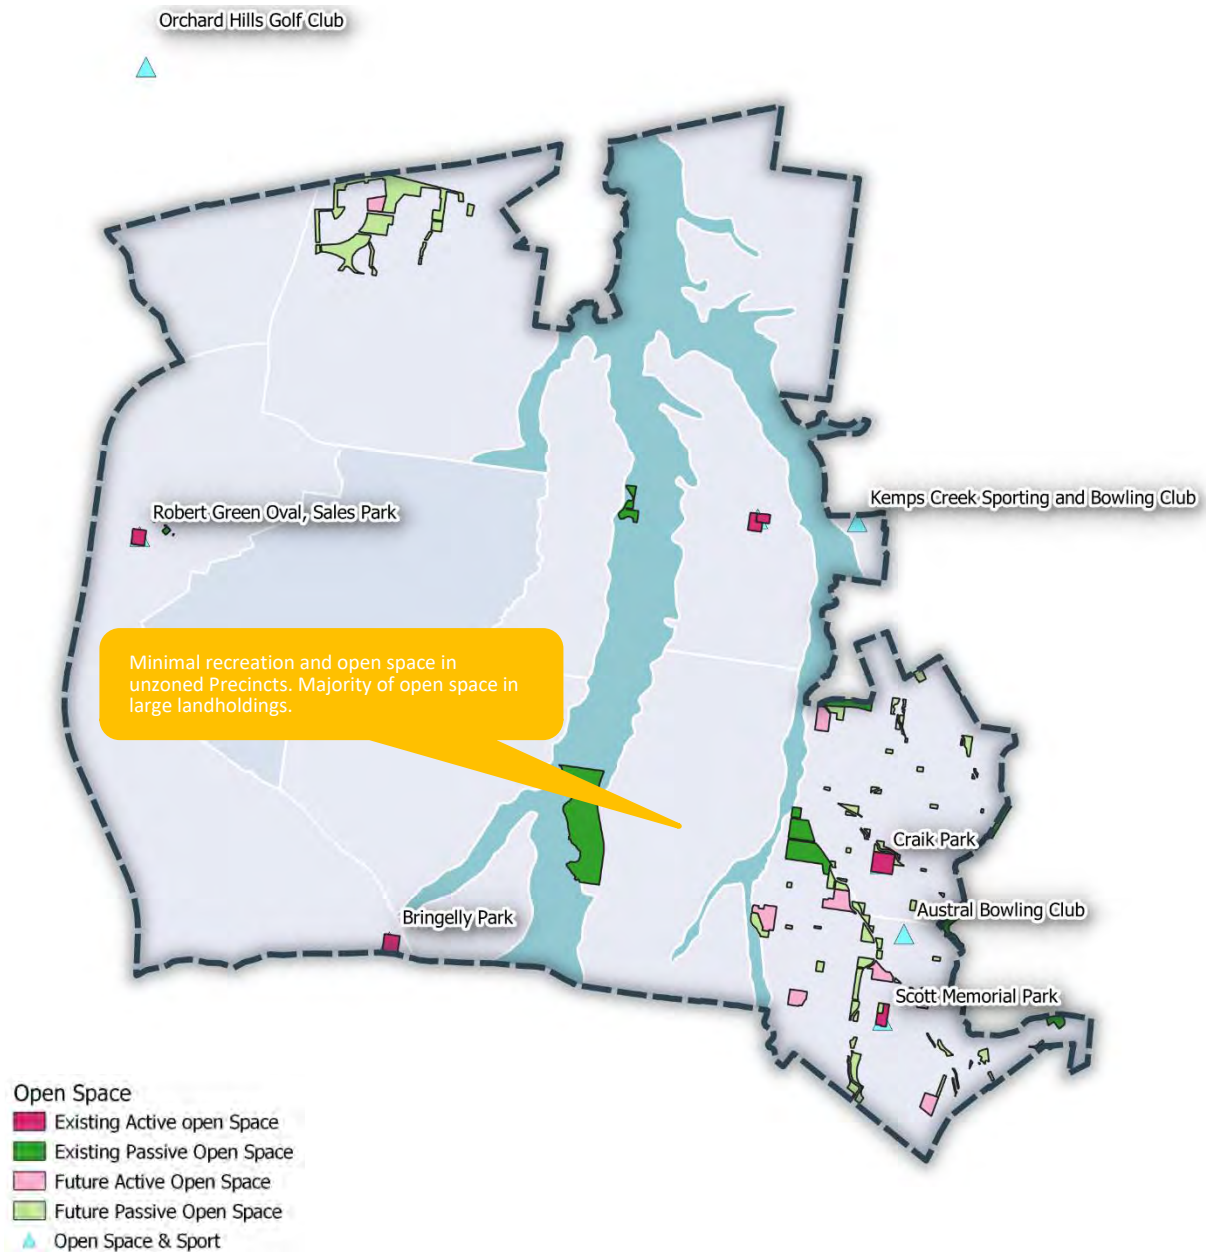 Orchard Hills Golf Club
Robert Green Oval, Sales Park
Kemps Creek Sporting and Bowling Club
Minimal recreation and open space in
unzoned Precincts. Majority of open space in
large landholdings.
Craik Park
Bringelly Park
Austral Bowling Club
Scott Memorial Park
Open Space
Existing Active open Space
Existing Passive Open Space
Future Active Open Space
Future Passive Open Space
Open Space & Sport